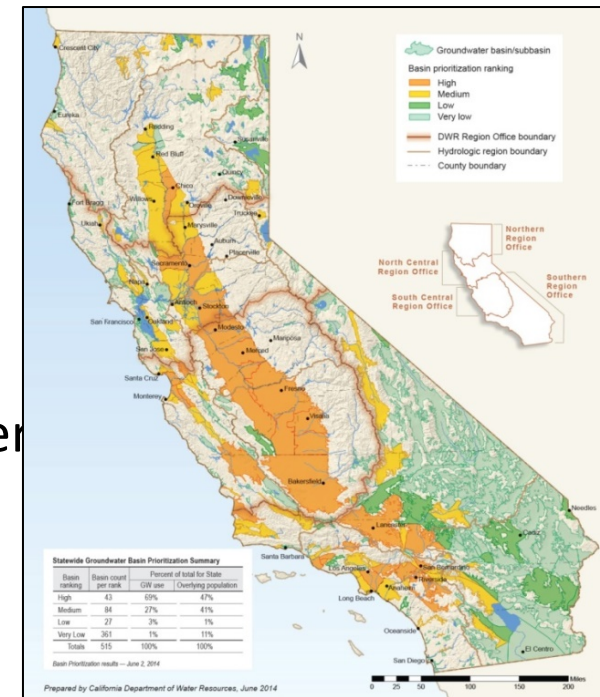 Crescent City
N
Groundwater basin/subbasin
Basin prioritization ranking
High
Medium
Low
Very low
DWR Region Office boundary
Hydrologic region boundary
County boundary
Eureka
Redding
Red Bluff
Susanville
Quincy
Chico
Fort Bragg
Willows
Oroville
Downieville
Truckee
Ukiah
Marysville
Auburn
Placerville
Sacramento
Napa
Antioch
Stockton
San Francisco
Oakland
Modesto
Mariposa
San Jose
Merced
Santa Cruz
Fresno
Monterey
Visalia
Bakersfield
Northern
Region
Office
North Central
Region Office
Southern
Region
Office
South Central
Region Office
er
Needles
Lancaster
Cadiz
Santa Barbara
Los Angeles
San Bernardino
Riverside
Anaheim
Long Beach
Oceanside
El Centro
San Diego
Statewide Groundwater Basin Prioritization Summary
Basin ranking Basin count per rank Percent of total for State
GW use Overlying population
High 43 69% 47%
Medium 84 27% 41%
Low 27 3% 1%
Very Low 361 1% 11%
Totals 515 100% 100%
Basin Prioritization results — June 2, 2014
Prepared by California Department of Water Resources, June 2014
Miles
0 25 50 100 150 200